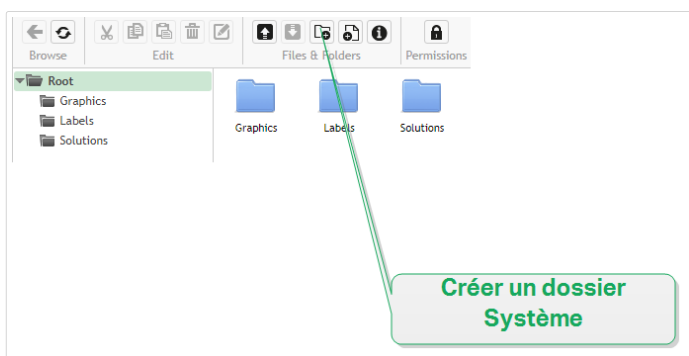 Browse
Edit
Files & Folders
Permissions
Root
Graphics
Labels
Solutions
Graphics
Labels
Solutions
Créer un dossier
Système